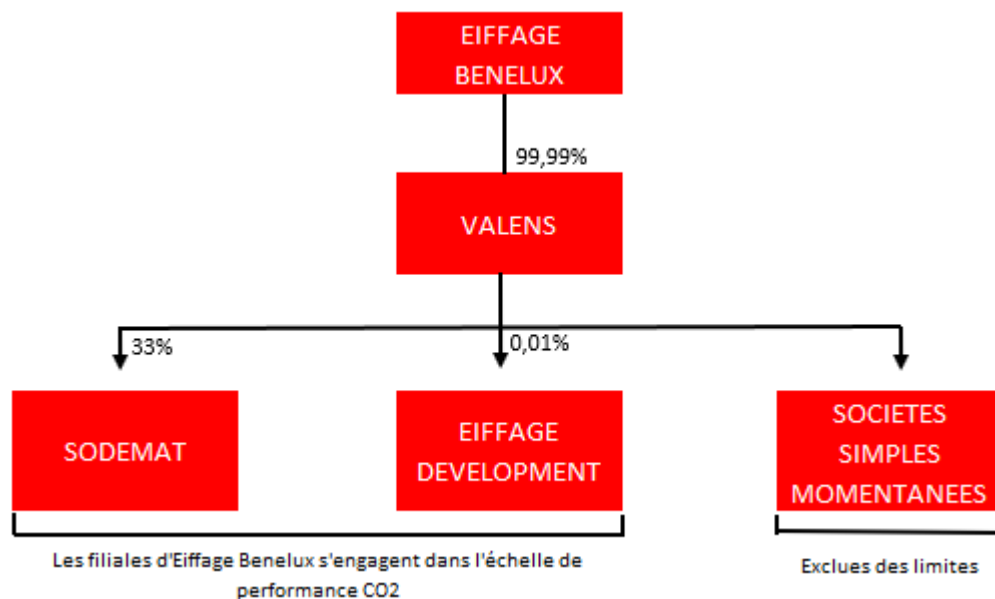 EIFFAGE
BENELUX
99,99%
VALENS
33%
0,01%
SODEMAT
EIFFAGE
DEVELOPMENT
SOCIETES
SIMPLES
MOMENTANEES
Les filiales d'Eiffage Benelux s'engagent dans l'échelle de
performance CO2
Exclues des limites